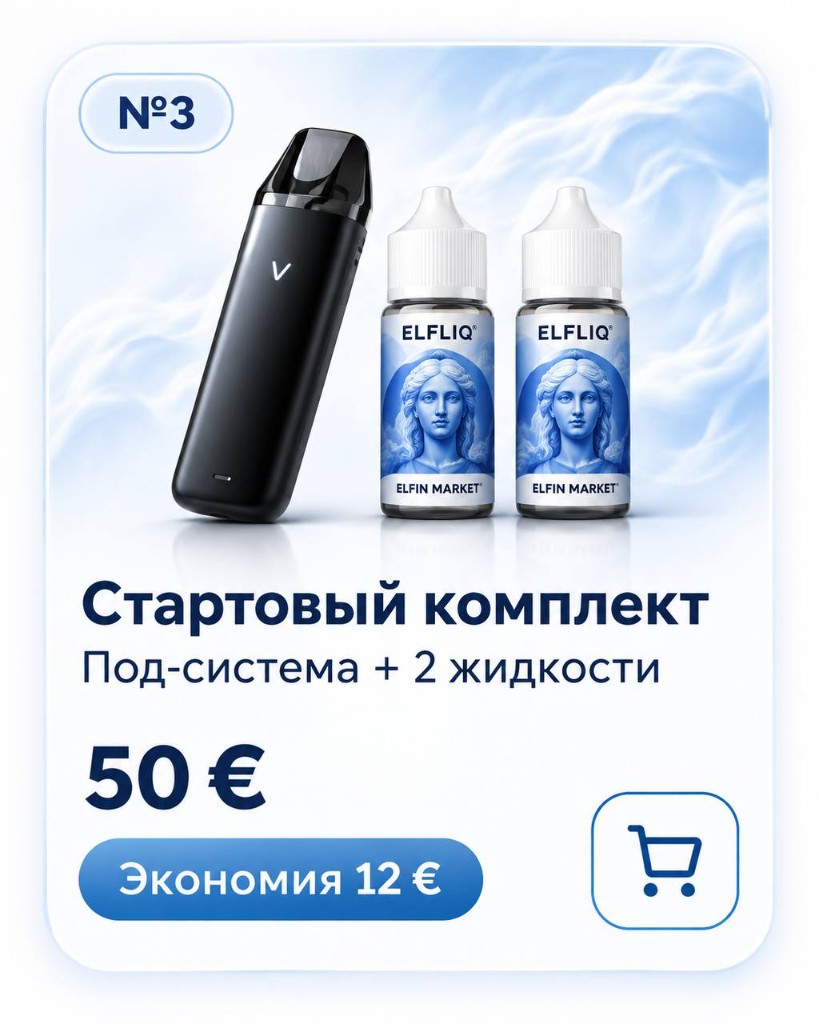 №3
V
ELFLIQ®
ELFIN MARKET®
ELFLIQ®
ELFIN MARKET®
Стартовый комплект
Под-система + 2 жидкости
50 €
Экономия 12 €